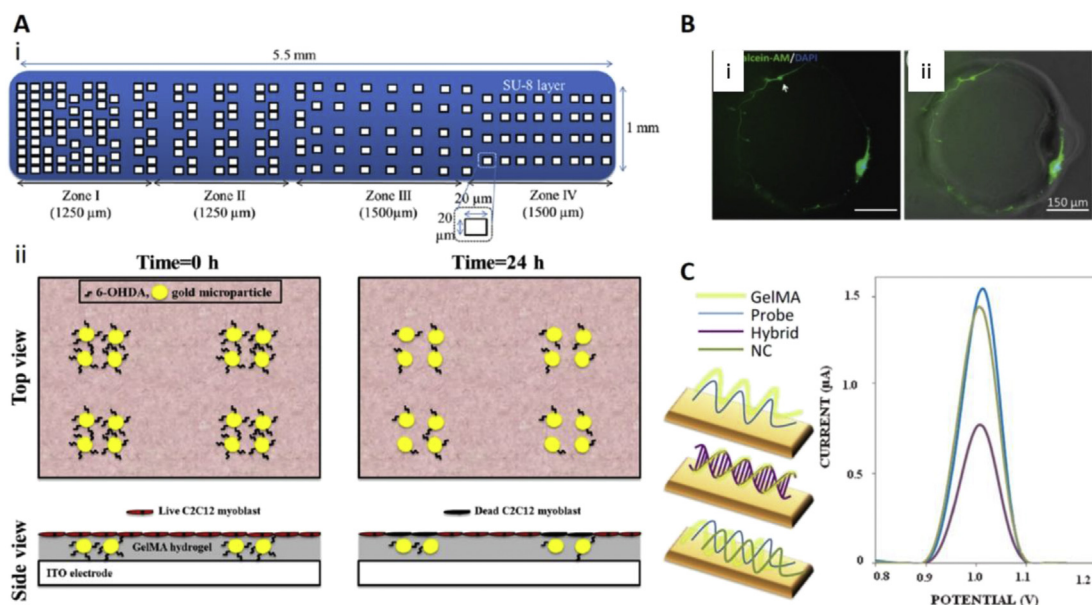 A
i
5.5 mm
SU-8 layer
1 mm
Zone I
(1250 µm)
Zone II
(1250 µm)
Zone III
(1500µm)
Zone IV
(1500 µm)
20 µm
20 µm
ii
Time=0 h
Time=24 h
6-OHDA, gold microparticle
Top view
Live C2C12 myoblast
Dead C2C12 myoblast
GelMA hydrogel
ITO electrode
Side view
B
i
alcein-AM/DAPI
ii
150 µm
C
GelMA
Probe
Hybrid
NC
CURRENT (µA)
1.5
1.0
0.5
0
0.8 0.9 1.0 1.1 1.2
POTENTIAL (V)